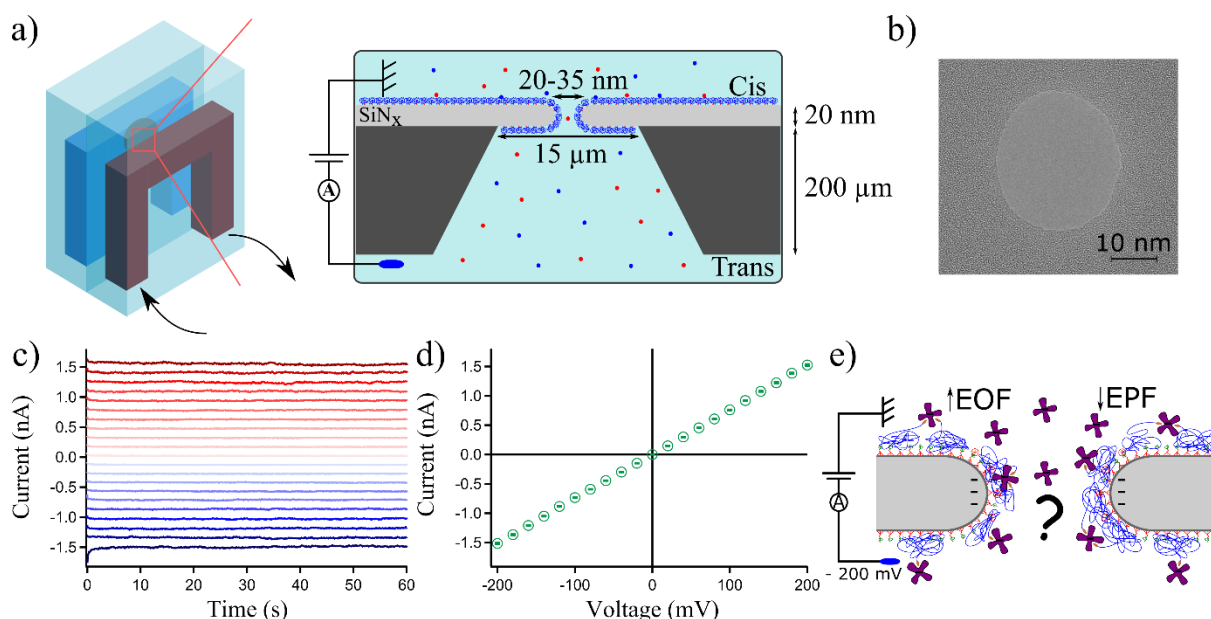 a)
20-35 nm
Cis
SiNx
20 nm
15 µm
200 µm
A
Trans
b)
10 nm
c)
Current (nA)
1.5
1.0
0.5
0.0
-0.5
-1.0
-1.5
0 10 20 30 40 50 60
Time (s)
d)
Current (nA)
1.5
1.0
0.5
0.0
-0.5
-1.0
-1.5
-200 -100 0 100 200
Voltage (mV)
e)
↑EOF ↓EPF
A
?
- 200 mV